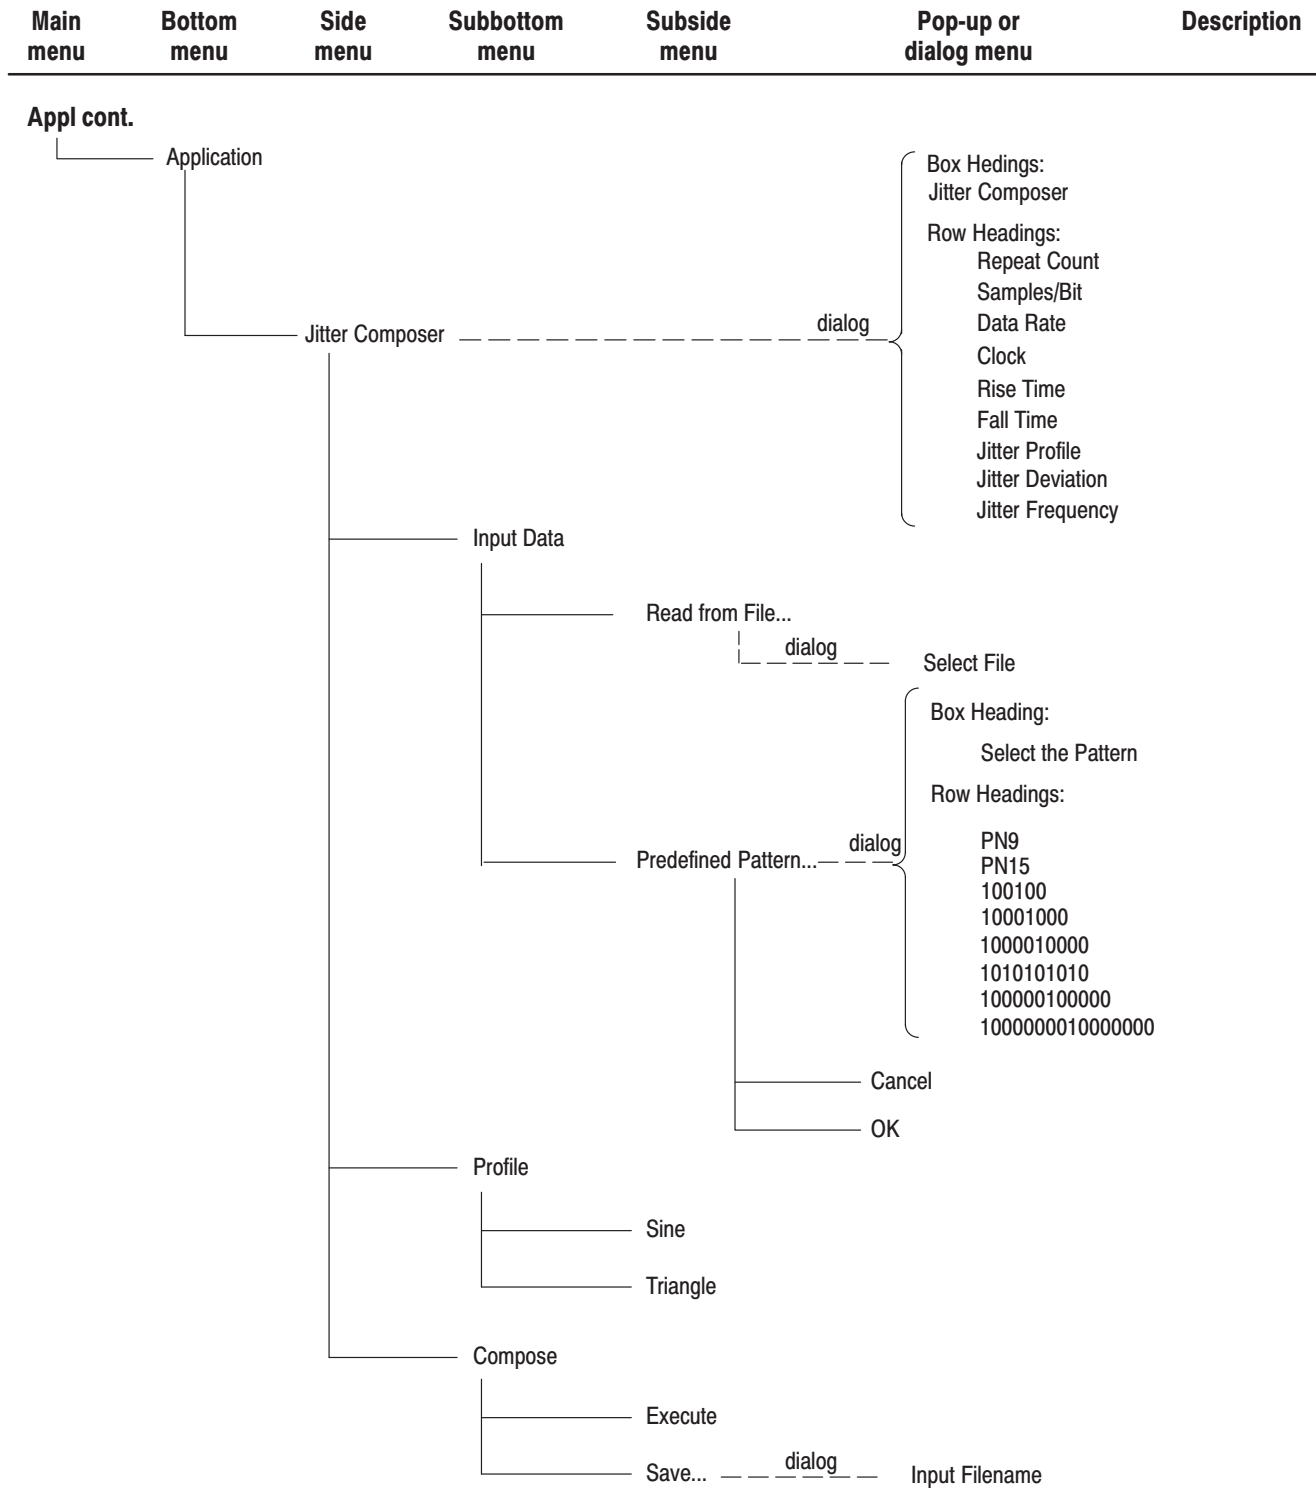 Main menu
Bottom menu
Side menu
Subbottom menu
Subside menu
Pop-up or dialog menu
Description
Appl cont.
Application
Box Hedings:
Jitter Composer
Row Headings:
Repeat Count
Samples/Bit
Data Rate
Clock
Rise Time
Fall Time
Jitter Profile
Jitter Deviation
Jitter Frequency
Jitter Composer
dialog
Input Data
Read from File...
dialog
Select File
Box Heading:
Select the Pattern
Row Headings:
PN9
PN15
100100
10001000
1000010000
1010101010
100000100000
1000000010000000
Predefined Pattern...
dialog
Cancel
OK
Profile
Sine
Triangle
Compose
Execute
Save...
dialog
Input Filename